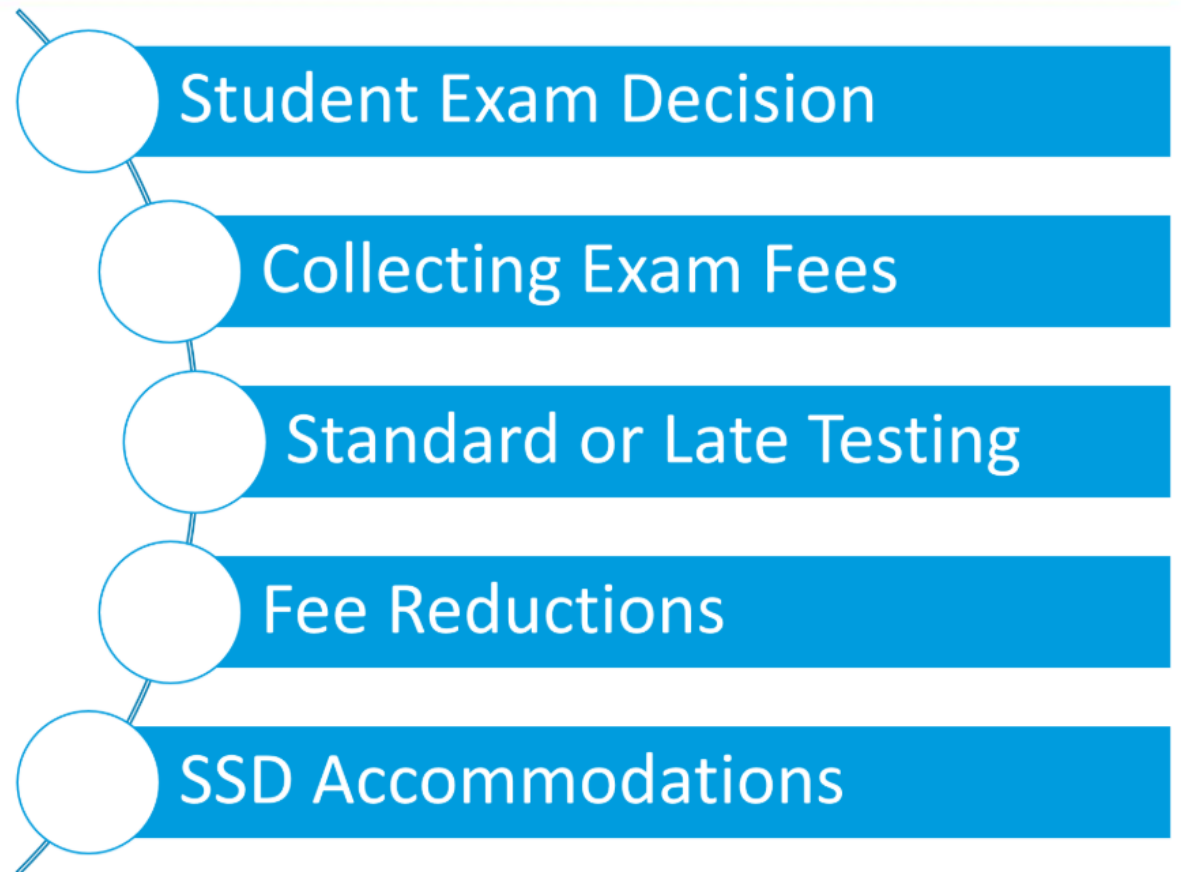 Student Exam Decision
Collecting Exam Fees
Standard or Late Testing
Fee Reductions
SSD Accommodations